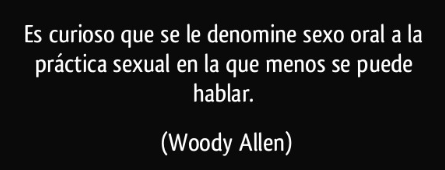 Es curioso que se le denomine sexo oral a la
práctica sexual en la que menos se puede
hablar.
(Woody Allen)